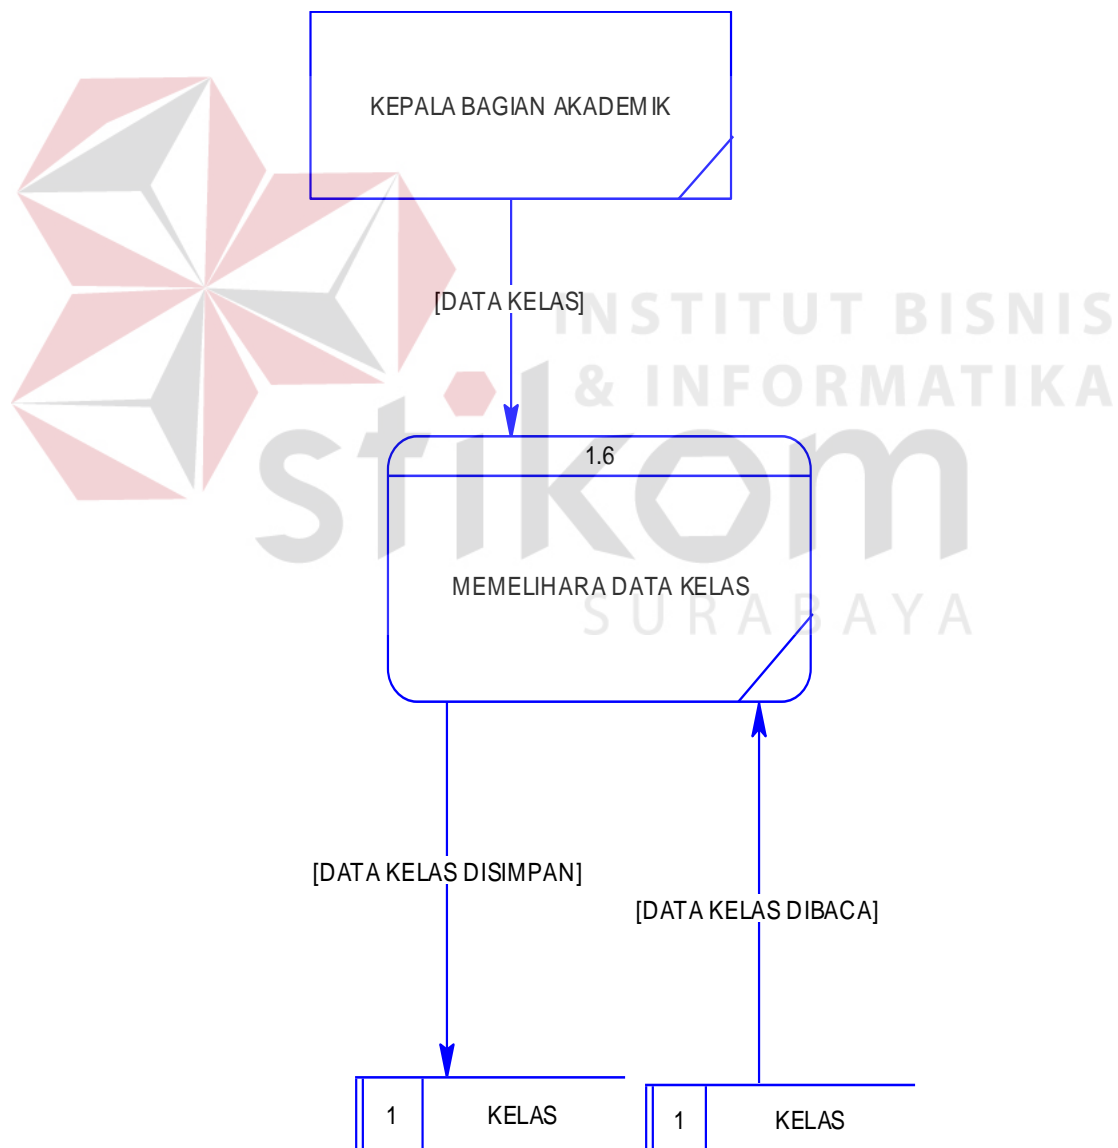 KEPALA BAGIAN AKADEMIK
[DATA KELAS]
INSTITUT BISNIS
& INFORMATIKA
stikom
SURABAYA
1.6
MEMELIHARA DATA KELAS
[DATA KELAS DISIMPAN]
[DATA KELAS DIBACA]
1 KELAS
1 KELAS